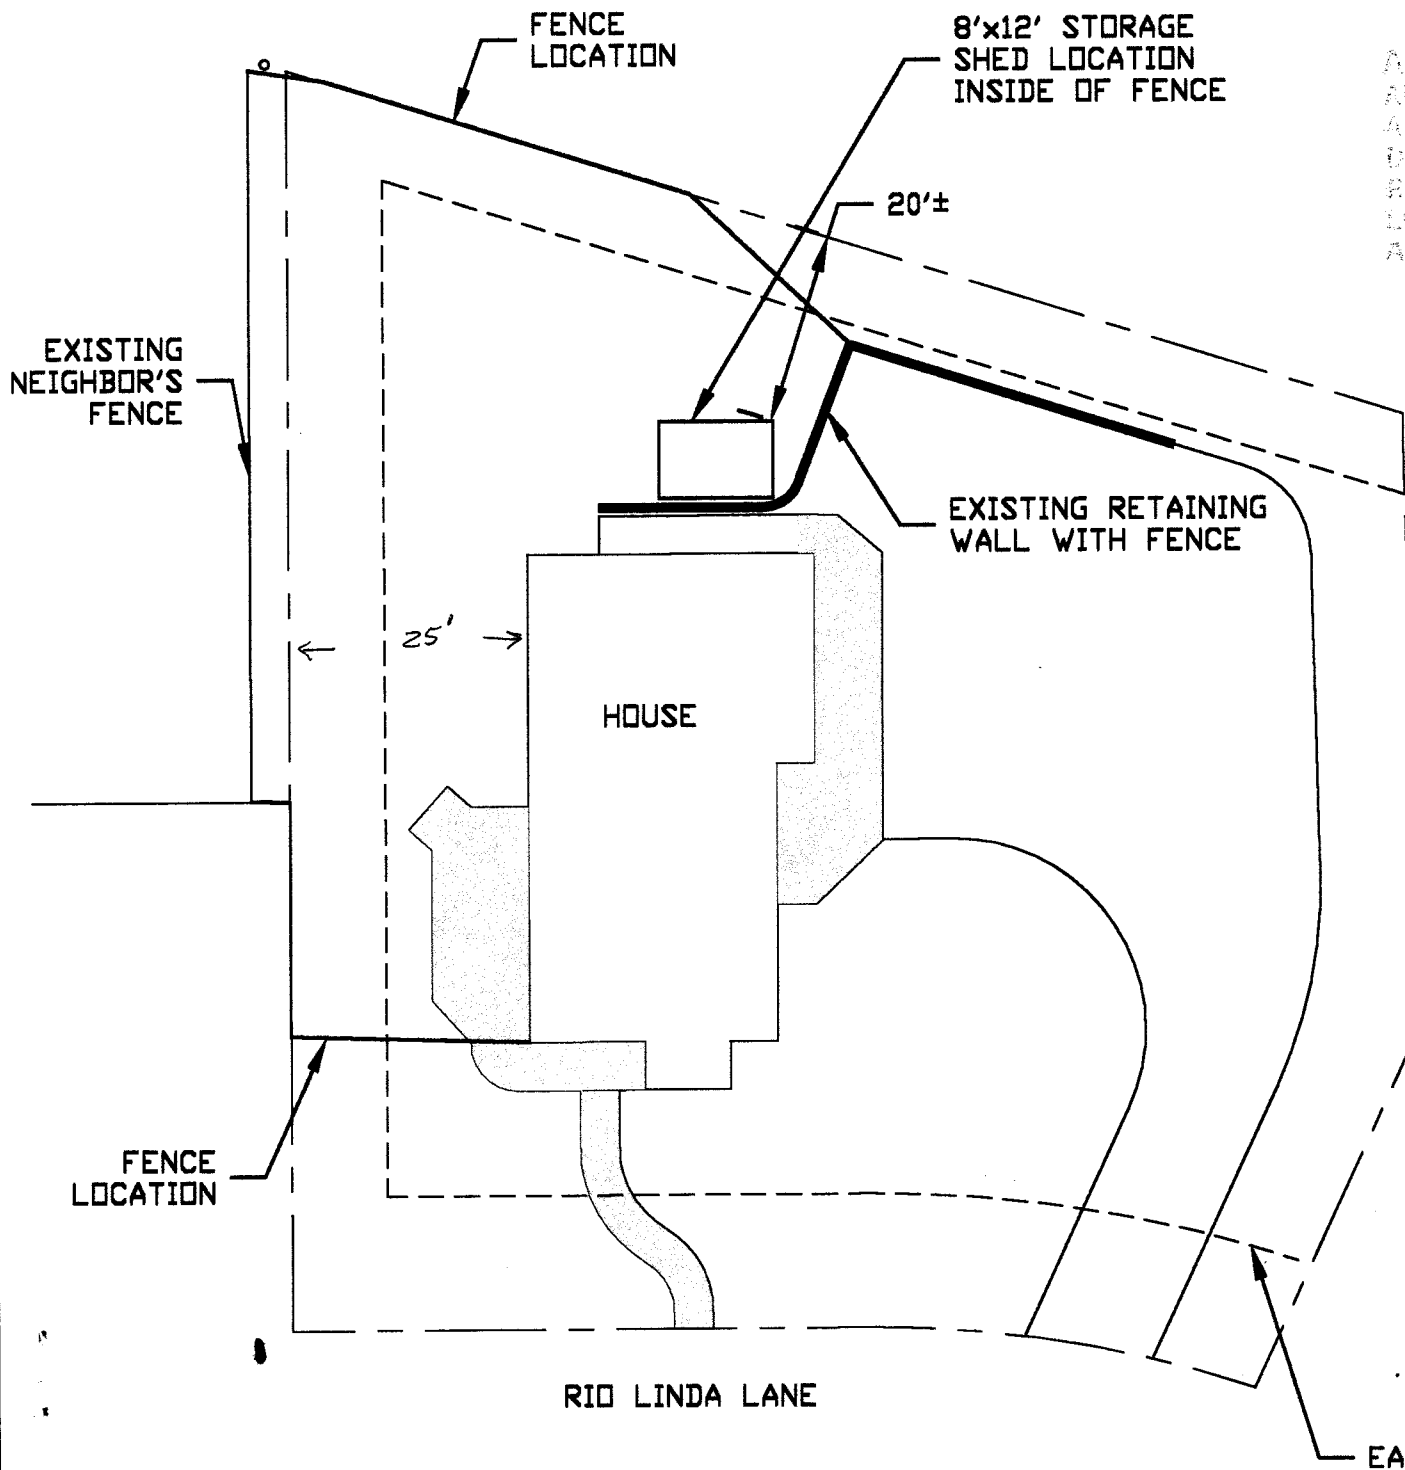 FENCE
LOCATION
8'x12' STORAGE
SHED LOCATION
INSIDE OF FENCE
20'±
EXISTING
NEIGHBOR'S
FENCE
EXISTING RETAINING
WALL WITH FENCE
25'
HOUSE
FENCE
LOCATION
RIO LINDA LANE
EA